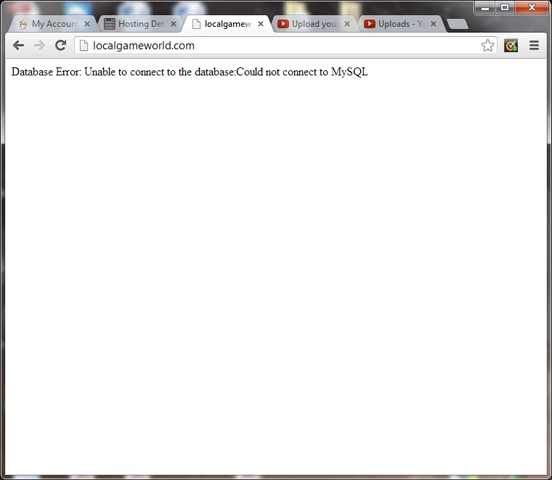 My Accoun
Hosting Det
localgamew
Upload your
Uploads - Yo
localgameworld.com
Database Error: Unable to connect to the database:Could not connect to MySQL